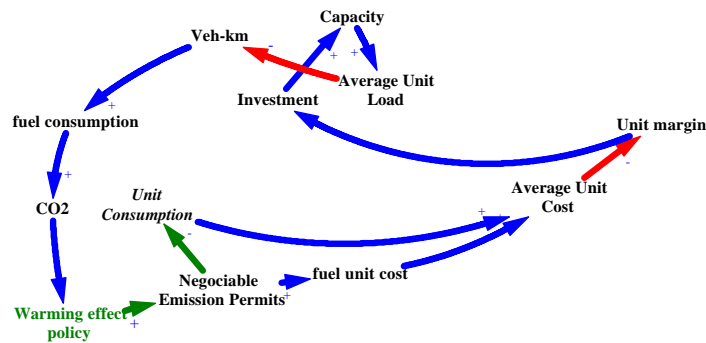 Capacity
Veh-km
-
+
+
Average Unit
Load
Investment
+
fuel consumption
Unit margin
-
+
CO2
Unit
Consumption
Average Unit
Cost
+
-
fuel unit cost
Negociable
Emission Permits
+
Warming effect
policy
+